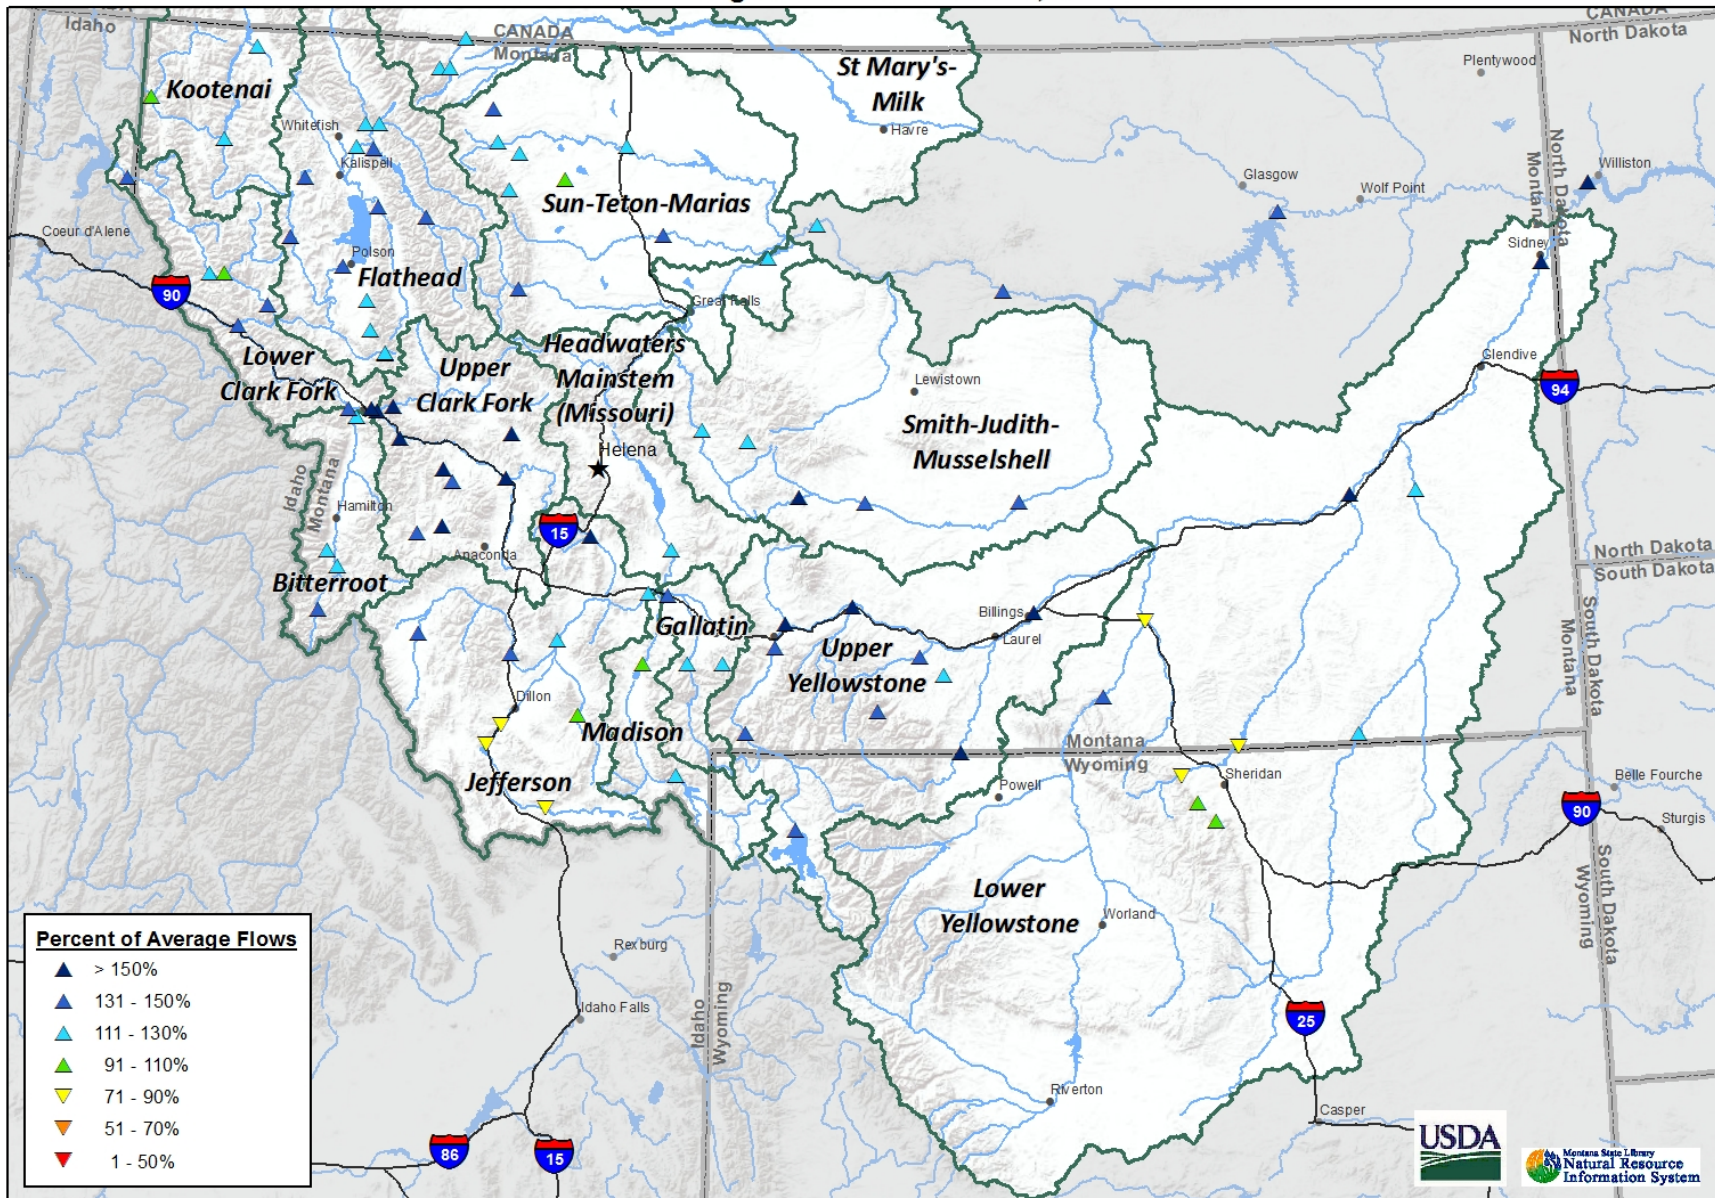 Idaho
CANADA
Montana
CANADA
North Dakota
Kootenai
St Mary's-
Milk
Plentywood
Whitefish
Havre
Kalispell
North Dakota
Montana
Williston
Glasgow
Wolf Point
Sun-Teton-Marias
Coeur d'Alene
Polson
Sidney
Flathead
90
Great Falls
Headwaters
Mainstem
(Missouri)
Lower
Clark Fork
Upper
Clark Fork
Glendive
94
Lewistown
Smith-Judith-
Musselshell
Helena
Idaho
Montana
Hamilton
15
Anaconda
North Dakota
South Dakota
Bitterroot
Billings
Laurel
Gallatin
Upper
Yellowstone
South Dakota
Montana
Dillon
Madison
Montana
Wyoming
Jefferson
Powell
Sheridan
Belle Fourche
90
Sturgis
South Dakota
Wyoming
Lower
Yellowstone
Worland
Percent of Average Flows
> 150%
131 - 150%
111 - 130%
91 - 110%
71 - 90%
51 - 70%
1 - 50%
Rexburg
Idaho Falls
Idaho
Wyoming
25
Riverton
Casper
86
15
USDA
Montana State Library
Natural Resource
Information System